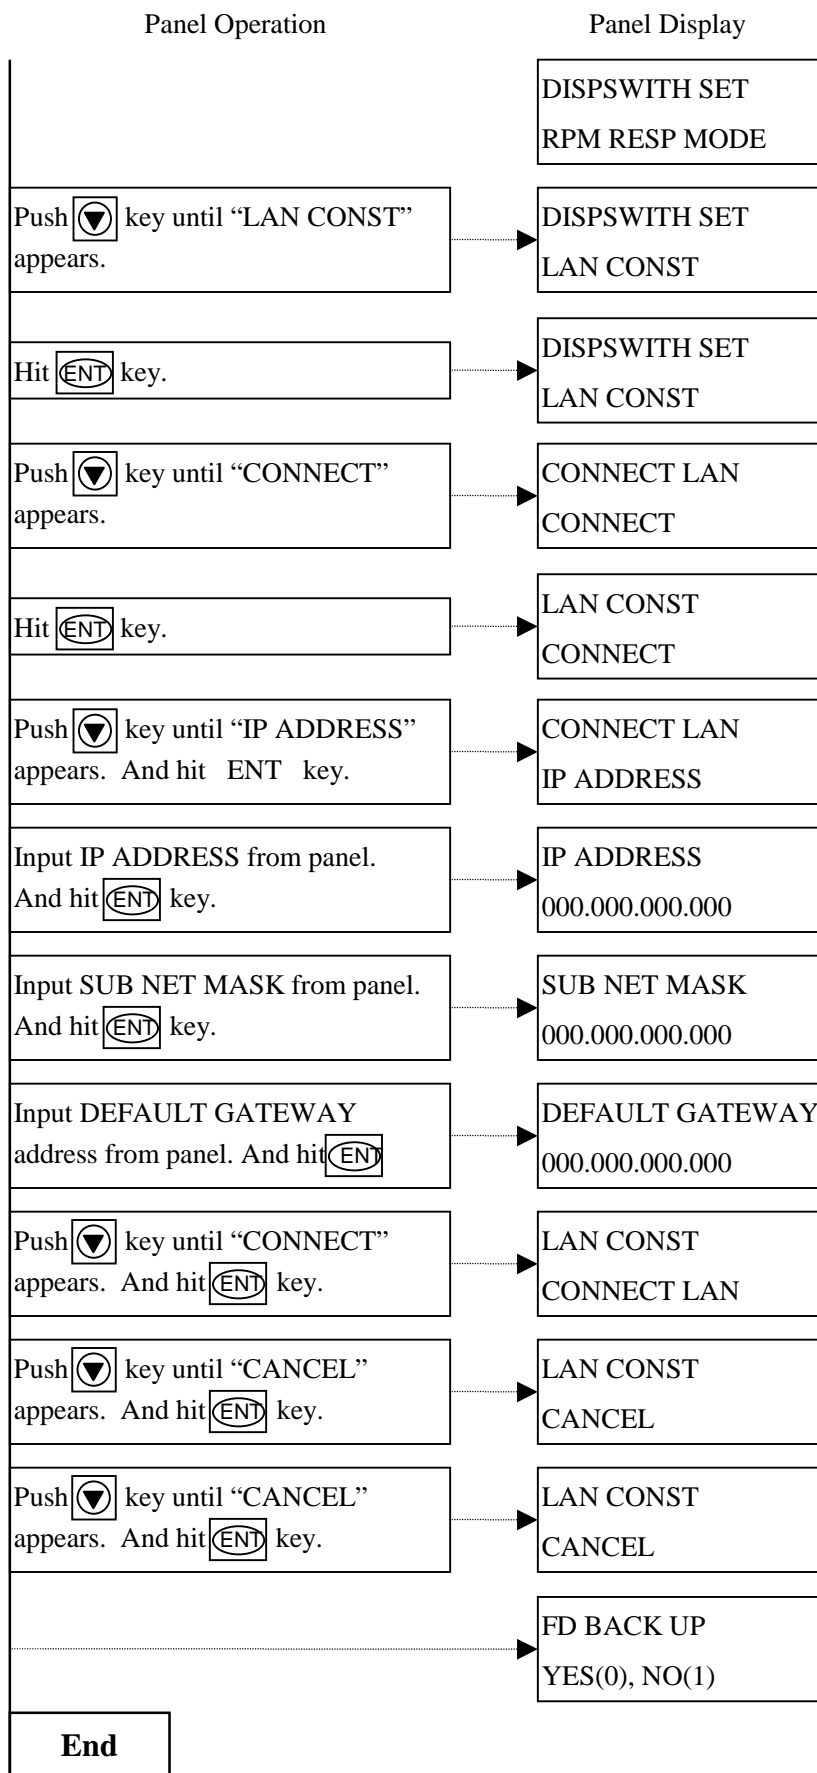 Panel Operation
Panel Display
DISPSWITH SET
RPM RESP MODE
Push ▼ key until “LAN CONST”
appears.
DISPSWITH SET
LAN CONST
Hit ENT key.
DISPSWITH SET
LAN CONST
Push ▼ key until “CONNECT”
appears.
CONNECT LAN
CONNECT
Hit ENT key.
LAN CONST
CONNECT
Push ▼ key until “IP ADDRESS”
appears. And hit ENT key.
CONNECT LAN
IP ADDRESS
Input IP ADDRESS from panel.
And hit ENT key.
IP ADDRESS
000.000.000.000
Input SUB NET MASK from panel.
And hit ENT key.
SUB NET MASK
000.000.000.000
Input DEFAULT GATEWAY
address from panel. And hit ENT
DEFAULT GATEWAY
000.000.000.000
Push ▼ key until “CONNECT”
appears. And hit ENT key.
LAN CONST
CONNECT LAN
Push ▼ key until “CANCEL”
appears. And hit ENT key.
LAN CONST
CANCEL
Push ▼ key until “CANCEL”
appears. And hit ENT key.
LAN CONST
CANCEL
FD BACK UP
YES(0), NO(1)
End